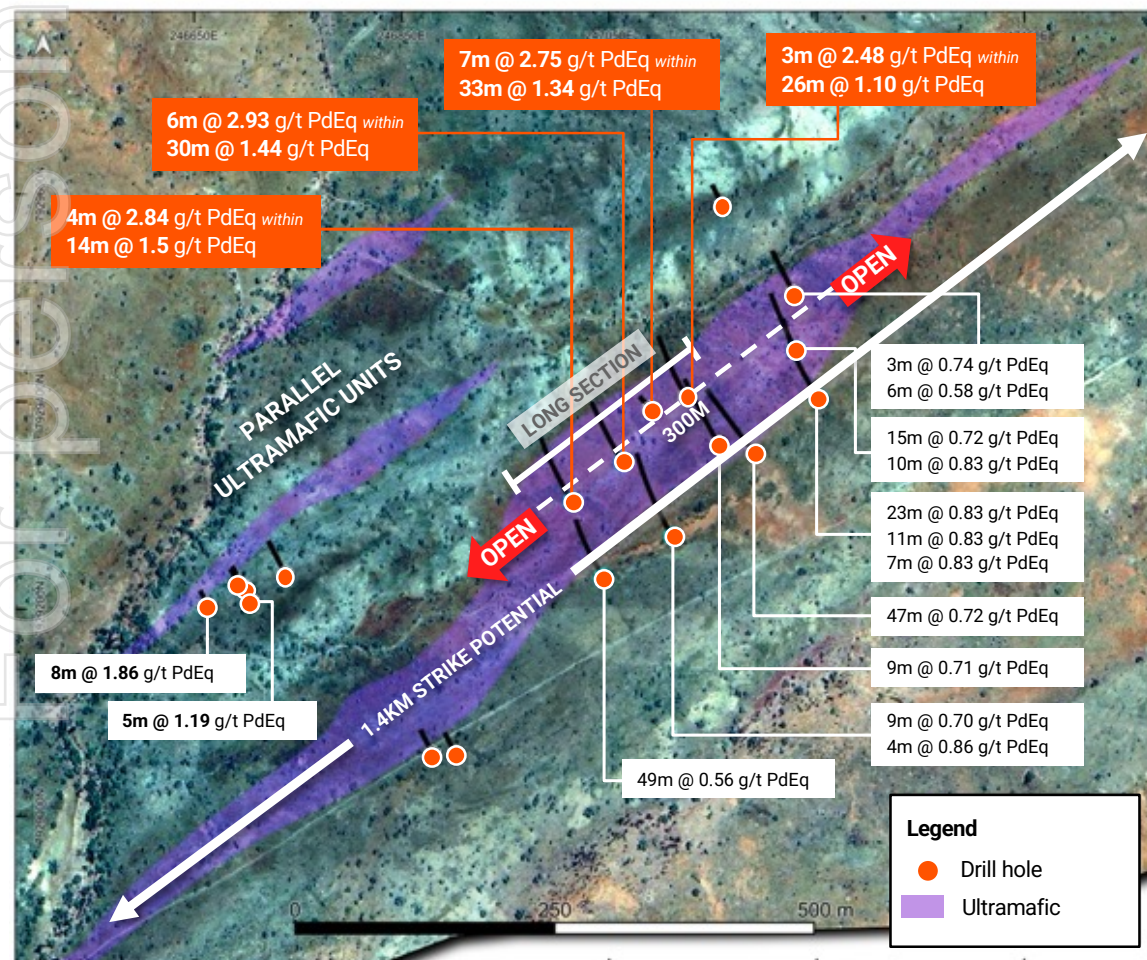 For personal
246650E
246850E
7m @ 2.75 g/t PdEq within
33m @ 1.34 g/t PdEq
3m @ 2.48 g/t PdEq within
26m @ 1.10 g/t PdEq
6m @ 2.93 g/t PdEq within
30m @ 1.44 g/t PdEq
4m @ 2.84 g/t PdEq within
14m @ 1.5 g/t PdEq
OPEN
PARALLEL
ULTRAMAFIC UNITS
LONG SECTION
300M
OPEN
1.4KM STRIKE POTENTIAL
3m @ 0.74 g/t PdEq
6m @ 0.58 g/t PdEq
15m @ 0.72 g/t PdEq
10m @ 0.83 g/t PdEq
23m @ 0.83 g/t PdEq
11m @ 0.83 g/t PdEq
7m @ 0.83 g/t PdEq
47m @ 0.72 g/t PdEq
9m @ 0.71 g/t PdEq
9m @ 0.70 g/t PdEq
4m @ 0.86 g/t PdEq
8m @ 1.86 g/t PdEq
5m @ 1.19 g/t PdEq
49m @ 0.56 g/t PdEq
Legend
Drill hole
Ultramafic
0
250
500 m